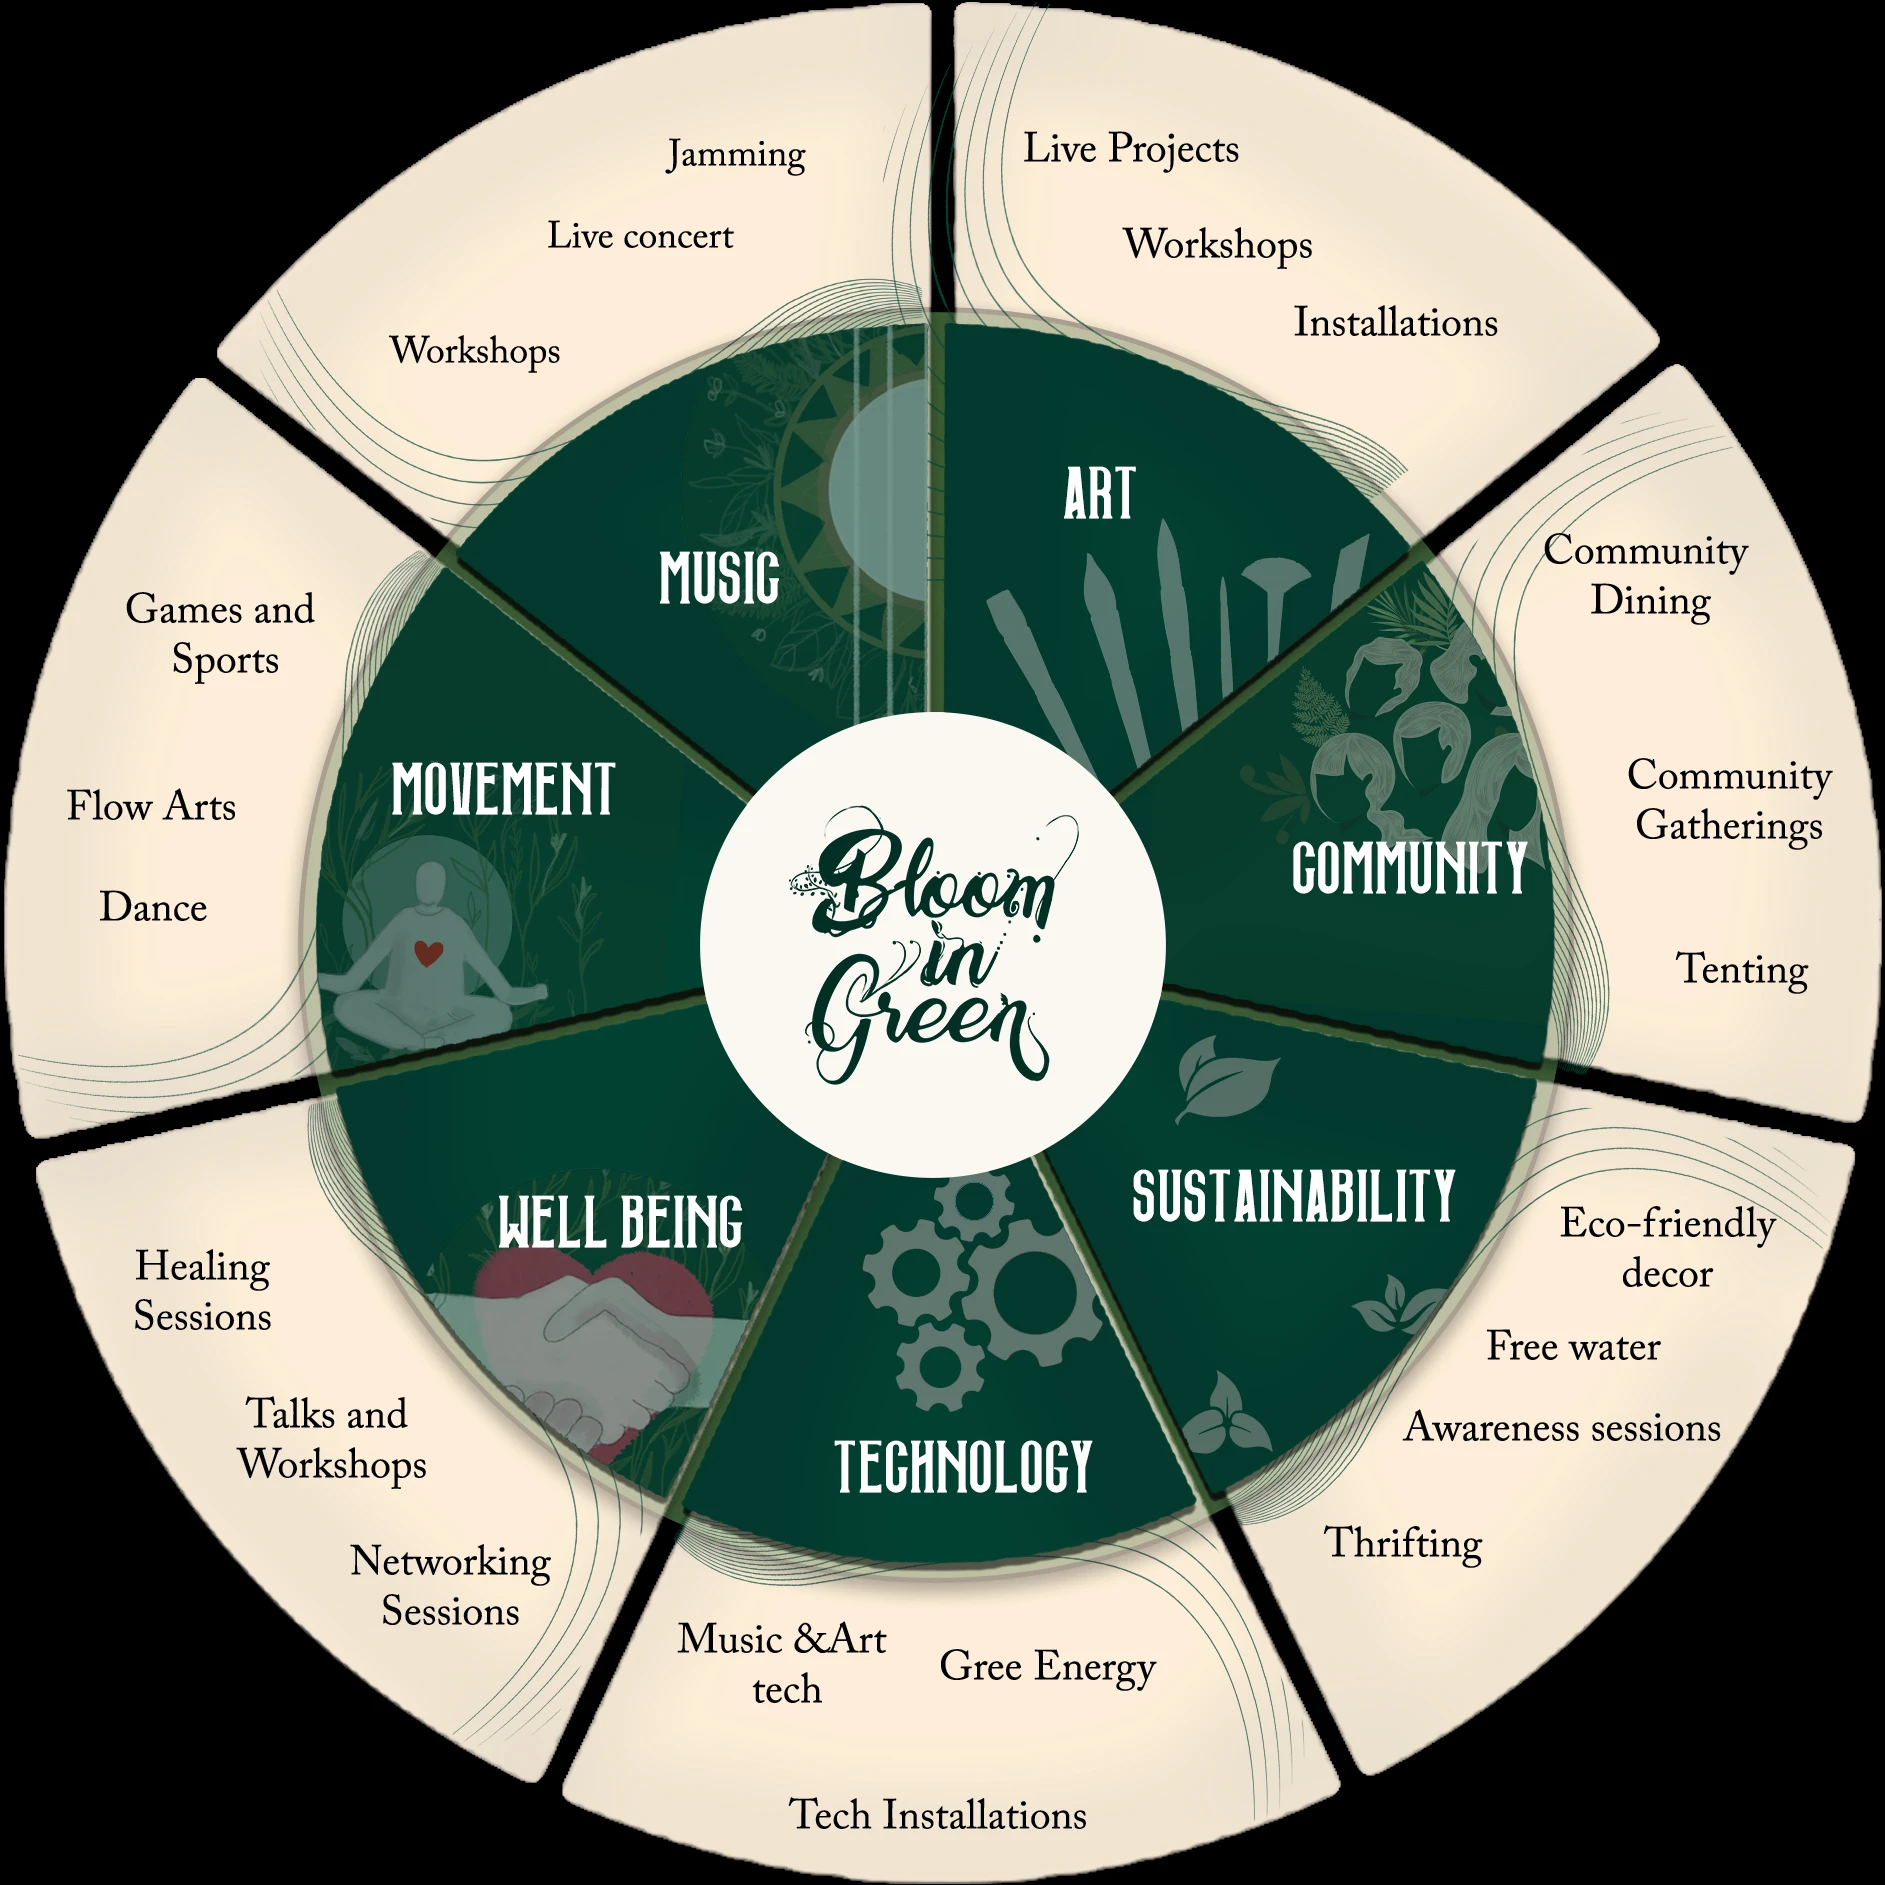 Jamming
Live concert
Workshops
MUSIC
Live Projects
Workshops
Installations
ART
Community
Dining
Community
Gatherings
Tenting
COMMUNITY
Eco-friendly
decor
Free water
Awareness sessions
Thrifting
SUSTAINABILITY
TECHNOLOGY
Music &Art
tech
Gree Energy
Tech Installations
WELL BEING
Healing
Sessions
Talks and
Workshops
Networking
Sessions
MOVEMENT
Games and
Sports
Flow Arts
Dance
Bloom
in
Green